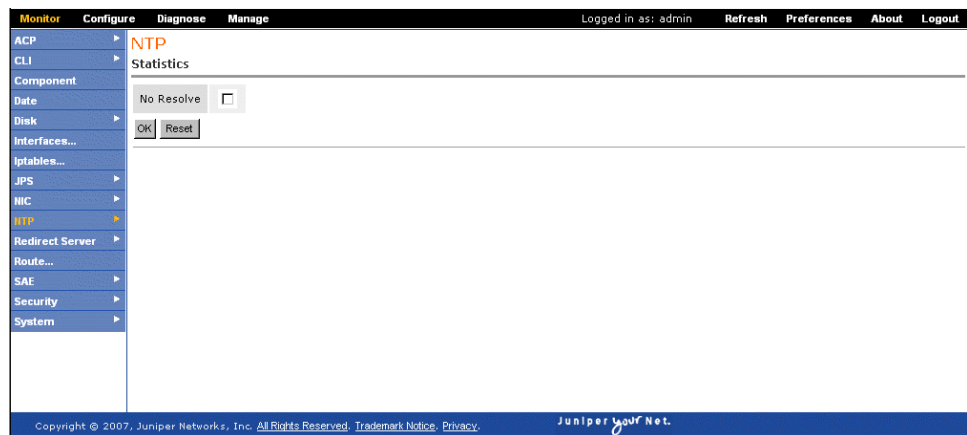 Monitor Configure Diagnose Manage Logged in as: admin Refresh Preferences About Logout
ACP
CLI
Component
Date
Disk
Interfaces...
Iptables...
JPS
NIC
NTP
Redirect Server
Route...
SAE
Security
System
NTP
Statistics
No Resolve
OK Reset
Copyright © 2007, Juniper Networks, Inc. All Rights Reserved. Trademark Notice. Privacy.
Juniper your Net.